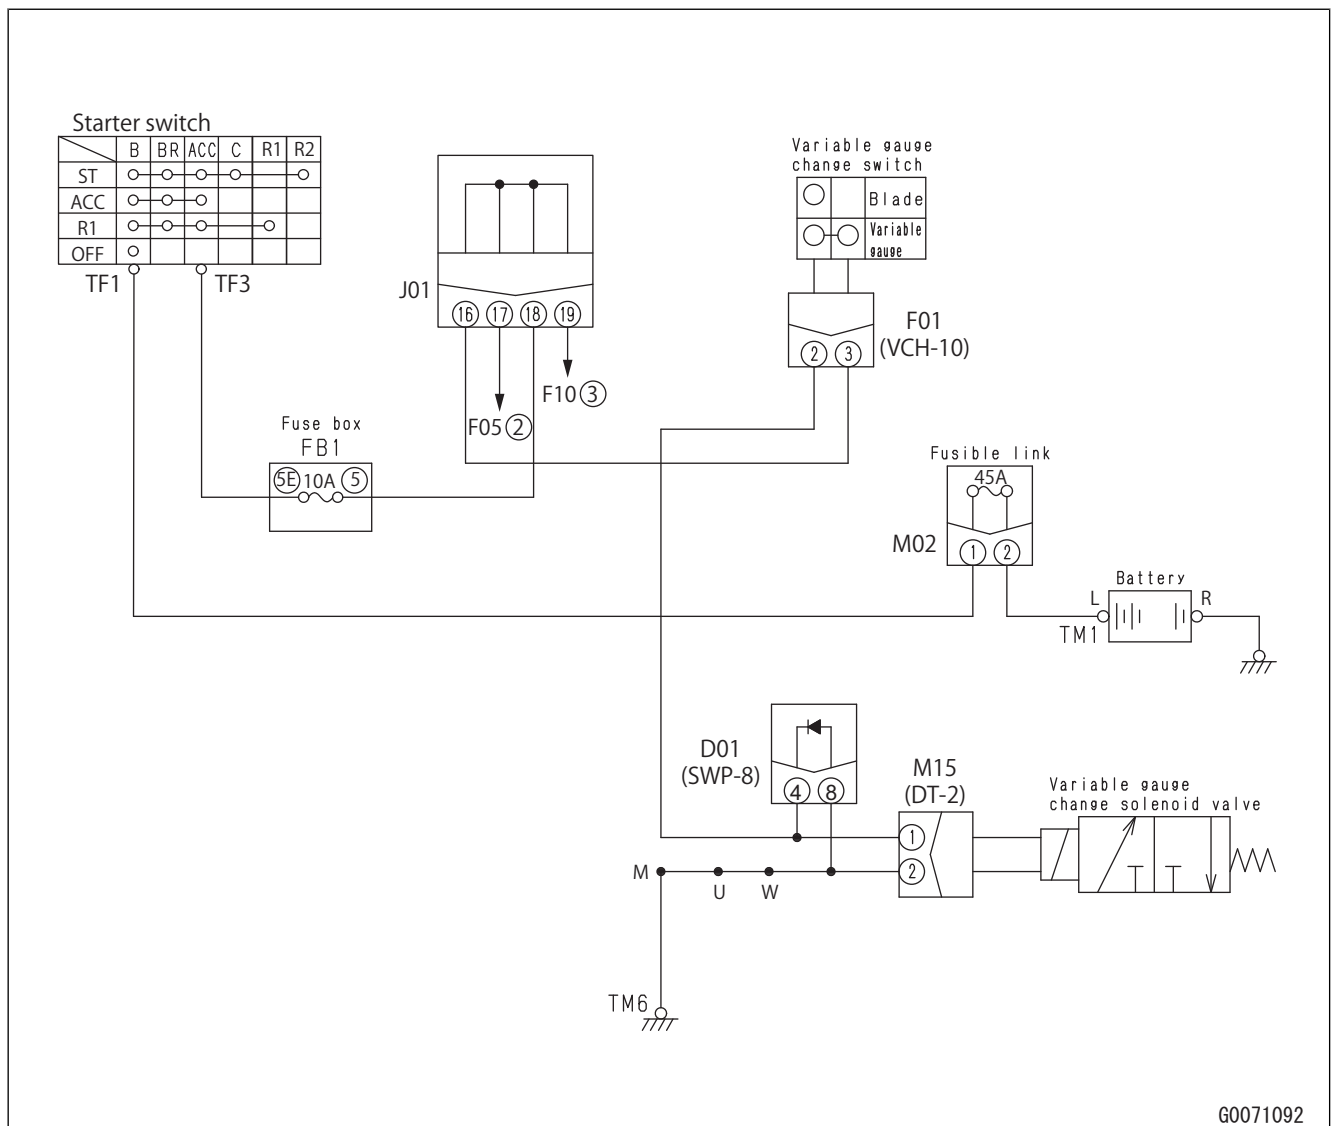 Starter switch
B BR ACC C R1 R2
ST
ACC
R1
OFF
TF1 TF3
J01
16 17 18 19
F10 3
F05 2
Variable gauge
change switch
Blade
Variable
gauge
F01
(VCH-10)
2 3
Fuse box
FB1
5E 10A 5
Fusible link
45A
M02
1 2
Battery
L R
TM1
D01
(SWP-8)
4 8
M15
(DT-2)
1
2
Variable gauge
change solenoid valve
M
U W
TM6
G0071092